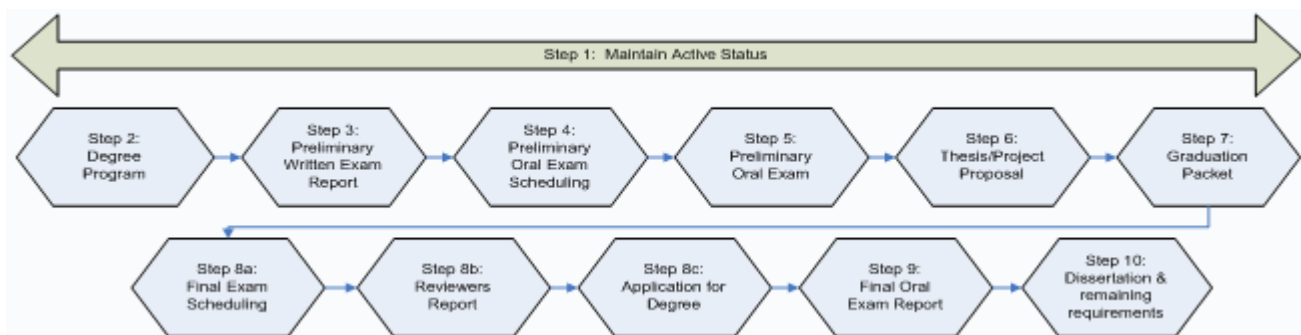 Step 1: Maintain Active Status
Step 2:
Degree
Program
Step 3:
Preliminary
Written Exam
Report
Step 4:
Preliminary
Oral Exam
Scheduling
Step 5:
Preliminary
Oral Exam
Step 6:
Thesis/Project
Proposal
Step 7:
Graduation
Packet
Step 8a:
Final Exam
Scheduling
Step 8b:
Reviewers
Report
Step 8c:
Application for
Degree
Step 9:
Final Oral
Exam Report
Step 10:
Dissertation &
remaining
requirements